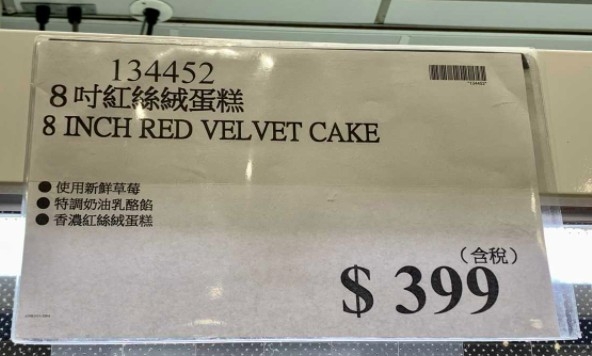 134452
8吋紅絲絨蛋糕
8 INCH RED VELVET CAKE
● 使用新鮮草莓
● 特調奶油乳酪餡
● 香濃紅絲絨蛋糕
（含稅）
$ 399